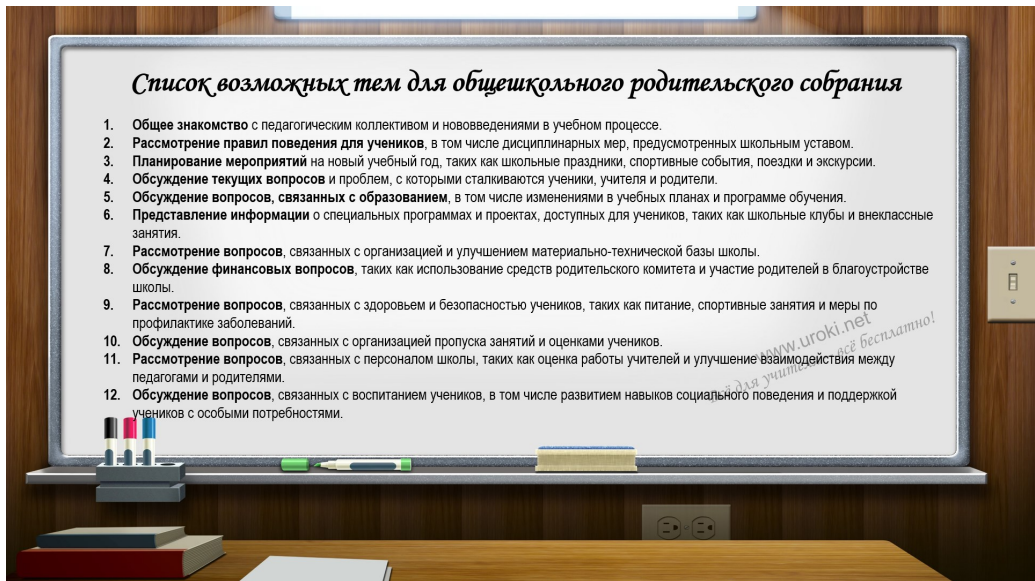 Список возможных тем для общешкольного родительского собрания
1. Общее знакомство с педагогическим коллективом и нововведениями в учебном процессе.
2. Рассмотрение правил поведения для учеников, в том числе дисциплинарных мер, предусмотренных школьным уставом.
3. Планирование мероприятий на новый учебный год, таких как школьные праздники, спортивные события, поездки и экскурсии.
4. Обсуждение текущих вопросов и проблем, с которыми сталкиваются ученики, учителя и родители.
5. Обсуждение вопросов, связанных с образованием, в том числе изменениями в учебных планах и программе обучения.
6. Представление информации о специальных программах и проектах, доступных для учеников, таких как школьные клубы и внеклассные
занятия.
7. Рассмотрение вопросов, связанных с организацией и улучшением материально-технической базы школы.
8. Обсуждение финансовых вопросов, таких как использование средств родительского комитета и участие родителей в благоустройстве
школы.
9. Рассмотрение вопросов, связанных с здоровьем и безопасностью учеников, таких как питание, спортивные занятия и меры по
профилактике заболеваний.
10. Обсуждение вопросов, связанных с организацией пропуска занятий и оценками учеников.
11. Рассмотрение вопросов, связанных с персоналом школы, таких как оценка работы учителей и улучшение взаимодействия между
педагогами и родителями.
12. Обсуждение вопросов, связанных с воспитанием учеников, в том числе развитием навыков социального поведения и поддержкой
учеников с особыми потребностями.
www.uroki.net
всё для учителя - всё бесплатно!